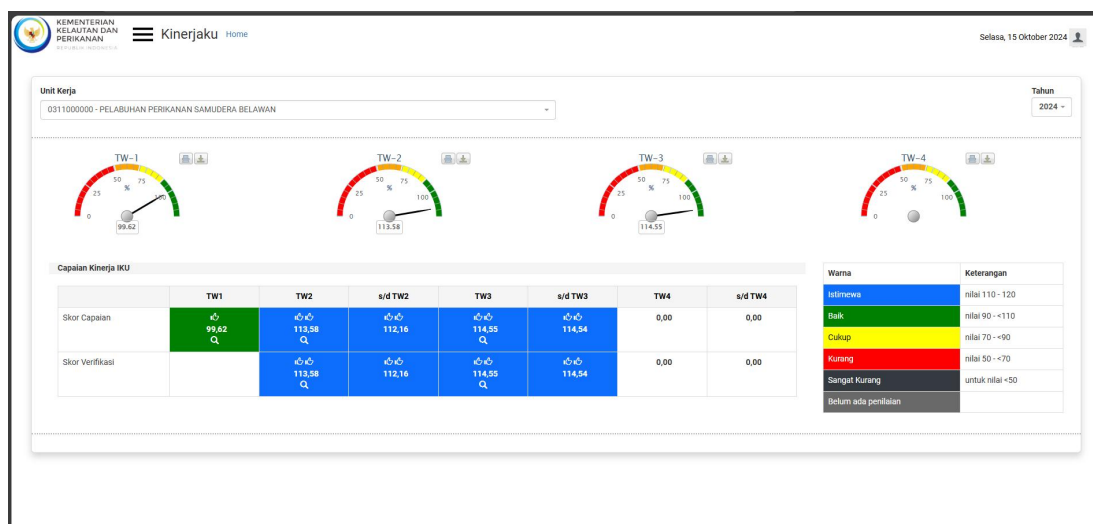 KEMENTERIAN
KELAUTAN DAN
PERIKANAN
REPUBLIK INDONESIA
Kinerjaku Home
Selasa, 15 Oktober 2024
Unit Kerja
Tahun
0311000000 - PELABUHAN PERIKANAN SAMUDERA BELAWAN
2024
TW-1
0 25 50 75 100
%
99.62
TW-2
0 25 50 75 100
%
113.58
TW-3
0 25 50 75 100
%
114.55
TW-4
0 25 50 75 100
%
Capaian Kinerja IKU
TW1 TW2 s/d TW2 TW3 s/d TW3 TW4 s/d TW4
Skor Capaian 99,62 113,58 112,16 114,55 114,54 0,00 0,00
Skor Verifikasi 113,58 112,16 114,55 114,54 0,00 0,00
Warna Keterangan
Istimewa nilai 110 - 120
Baik nilai 90 - <110
Cukup nilai 70 - <90
Kurang nilai 50 - <70
Sangat Kurang untuk nilai <50
Belum ada penilaian